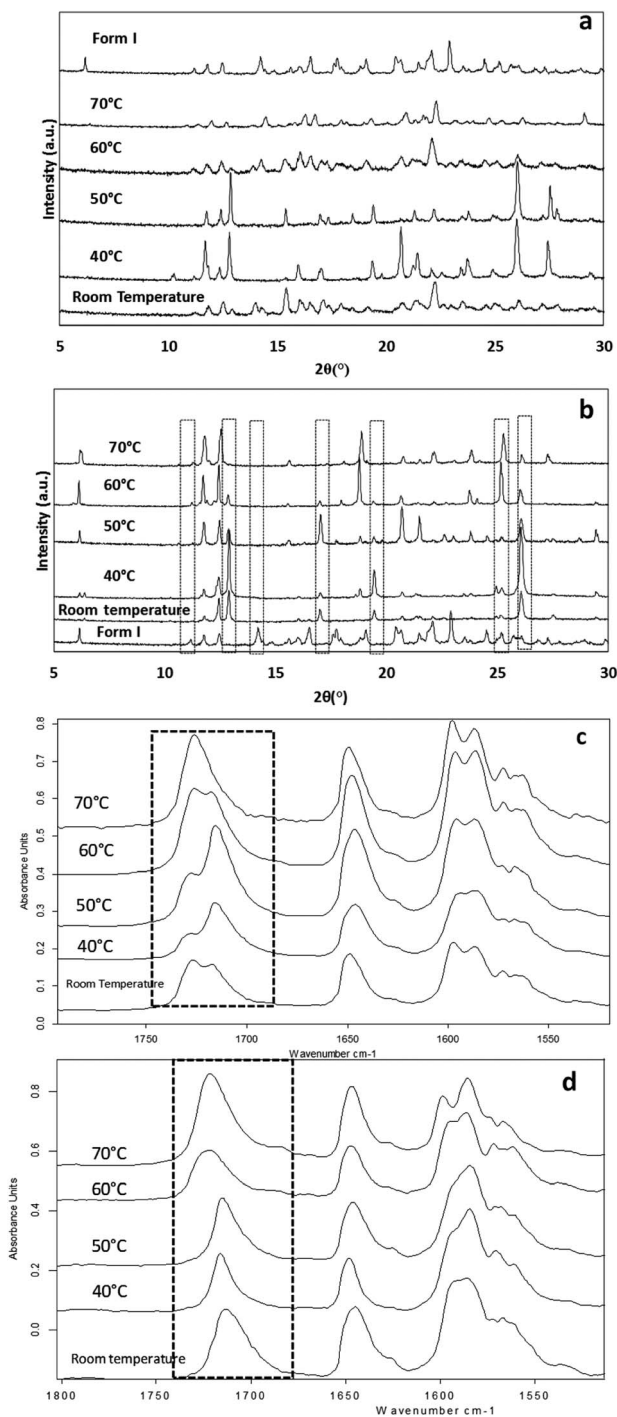 a
Form I
70°C
60°C
50°C
40°C
Room Temperature
Intensity (a.u.)
5 10 15 20 25 30
2θ(°)
b
70°C
60°C
50°C
40°C
Room temperature
Form I
Intensity (a.u.)
5 10 15 20 25 30
2θ(°)
c
0.8
0.7
0.6
0.5
0.4
0.3
0.2
0.1
0.0
Absorbance Units
70°C
60°C
50°C
40°C
Room Temperature
1750 1700 1650 1600 1550
Wavenumber cm-1
d
0.8
0.6
0.4
0.2
0.0
Absorbance Units
70°C
60°C
50°C
40°C
Room temperature
1800 1750 1700 1650 1600 1550
Wavenumber cm-1